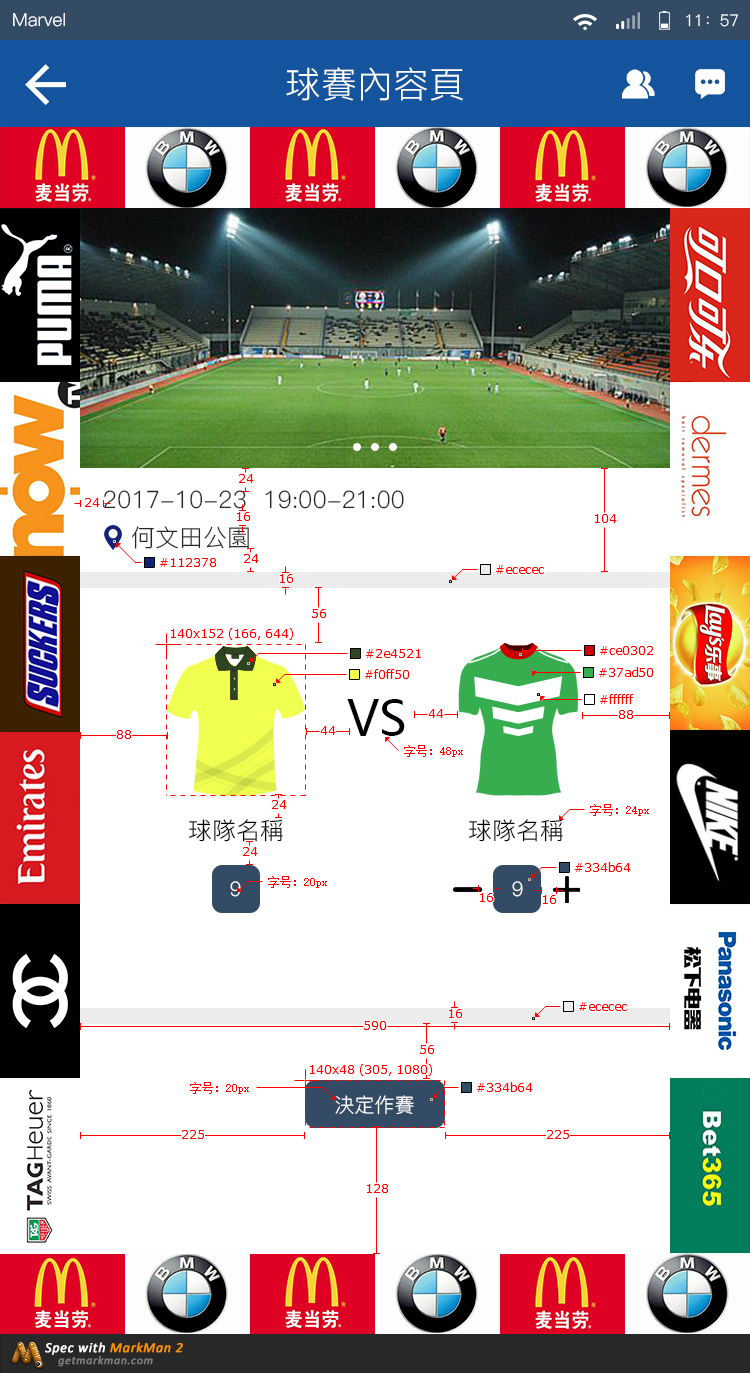 Marvel
11: 57
球賽內容頁
麦当劳
BMW
麦当劳
BMW
麦当劳
BMW
PUMA
可口可乐
now
TV
dermes
hair removal specialists
24
24
2017-10-23 19:00-21:00
16
104
何文田公園
24
#112378
16
#ececec
56
SUCKERS
Lay's乐事
140x152 (166, 644)
#2e4521
#f0ff50
#ce0302
#37ad50
#ffffff
88
44
VS
44
88
字号: 48px
Emirates
NIKE
24
字号: 24px
球隊名稱
球隊名稱
24
9
字号: 20px
9
#334b64
16
16
Panasonic
松下电器
16
#ececec
590
56
140x48 (305, 1080)
字号: 20px
#334b64
決定作賽
225
225
128
TAGHeuer
SWISS AVANT-GARDE SINCE 1860
TAG
Bet365
麦当劳
BMW
麦当劳
BMW
麦当劳
BMW
Spec with MarkMan 2
getmarkman.com